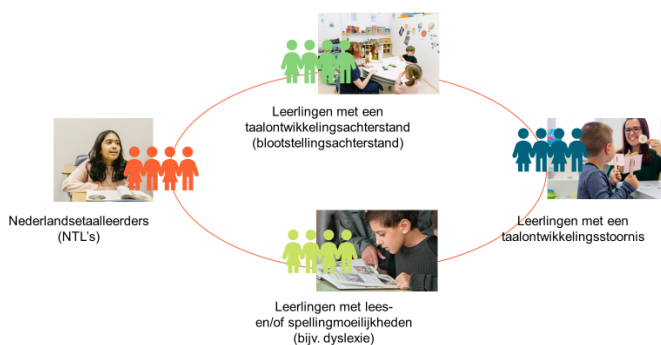 Leerlingen met een
taalontwikkelingsachterstand
(blootstellingsachterstand)
Nederlandsetaalleerders
(NTL's)
Leerlingen met een
taalontwikkelingsstoornis
Leerlingen met lees-
en/of spellingmoeilijkheden
(bijv. dyslexie)